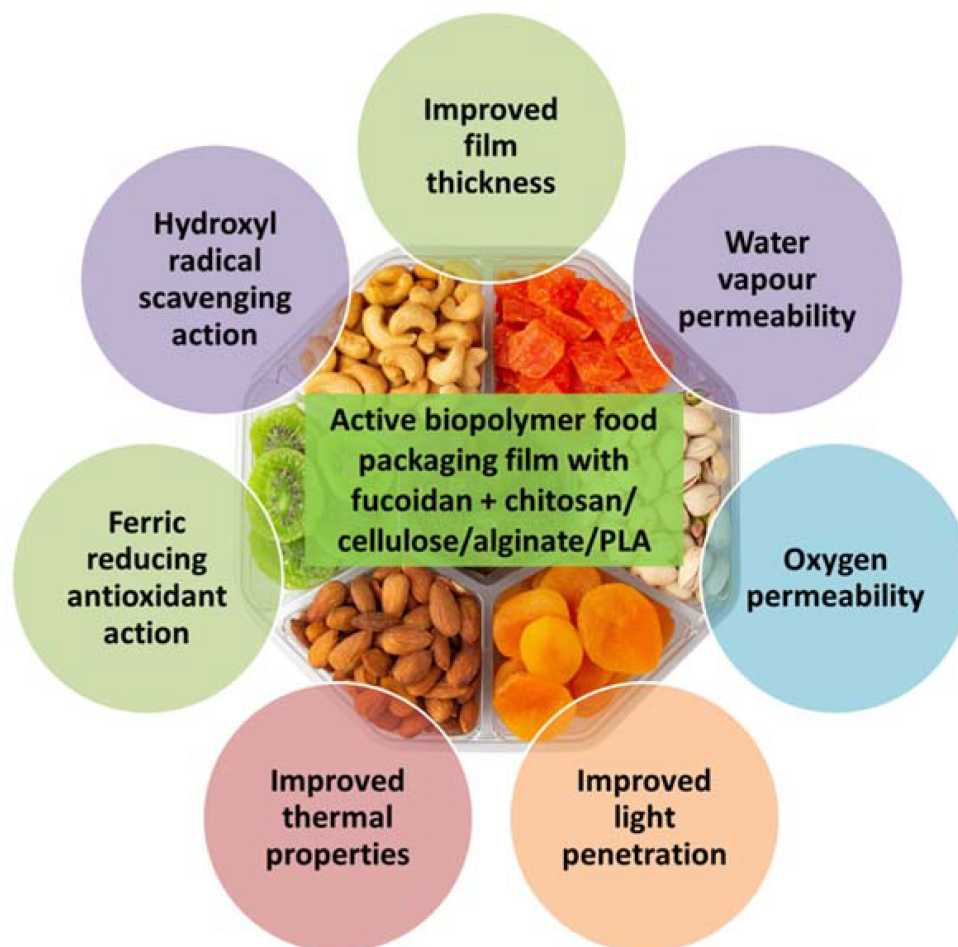 Improved
film
thickness
Hydroxyl
radical
scavenging
action
Water
vapour
permeability
Active biopolymer food
packaging film with
fucoidan + chitosan/
cellulose/alginate/PLA
Ferric
reducing
antioxidant
action
Oxygen
permeability
Improved
thermal
properties
Improved
light
penetration